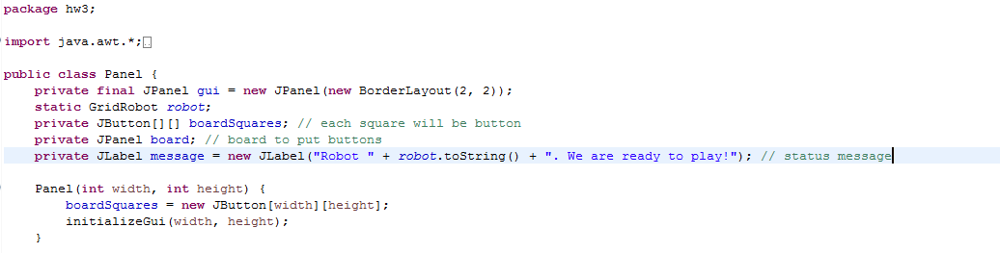 package hw3;
import java.awt.*;
public class Panel {
private final JPanel gui = new JPanel(new BorderLayout(2, 2));
static GridRobot robot;
private JButton[][] boardSquares; // each square will be button
private JPanel board; // board to put buttons
private JLabel message = new JLabel("Robot " + robot.toString() + ". We are ready to play!"); // status message
Panel(int width, int height) {
boardSquares = new JButton[width][height];
initializeGui(width, height);
}